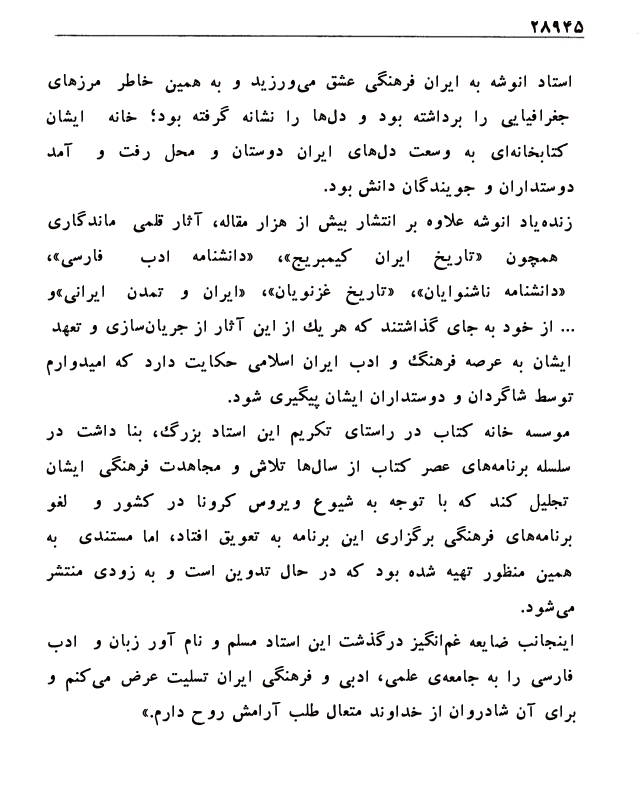 ۲۸۹۴۵
استاد انوشه به ایران فرهنگی عشق می‌ورزید و به همین خاطر مرزهای
جغرافیایی را برداشته بود و دل‌ها را نشانه گرفته بود؛ خانه ایشان
کتابخانه‌ای به وسعت دل‌های ایران دوستان و محل رفت و آمد
دوستداران و جویندگان دانش بود.
زنده‌یاد انوشه علاوه بر انتشار بیش از هزار مقاله، آثار قلمی ماندگاری
همچون «تاریخ ایران کیمبریج»، «دانشنامه ادب فارسی»،
«دانشنامه ناشنوایان»، «تاریخ غزنویان»، «ایران و تمدن ایرانی»و
... از خود به جای گذاشتند که هر یك از این آثار از جریان‌سازی و تعهد
ایشان به عرصه فرهنگ و ادب ایران اسلامی حکایت دارد که امیدوارم
توسط شاگردان و دوستداران ایشان پیگیری شود.
موسسه خانه کتاب در راستای تکریم این استاد بزرگ، بنا داشت در
سلسله برنامه‌های عصر کتاب از سال‌ها تلاش و مجاهدت فرهنگی ایشان
تجلیل کند که با توجه به شیوع ویروس کرونا در کشور و لغو
برنامه‌های فرهنگی برگزاری این برنامه به تعویق افتاد، اما مستندی به
همین منظور تهیه شده بود که در حال تدوین است و به زودی منتشر
می‌شود.
اینجانب ضایعه غم‌انگیز درگذشت این استاد مسلم و نام آور زبان و ادب
فارسی را به جامعه‌ی علمی، ادبی و فرهنگی ایران تسلیت عرض می‌کنم و
برای آن شادروان از خداوند متعال طلب آرامش روح دارم.»